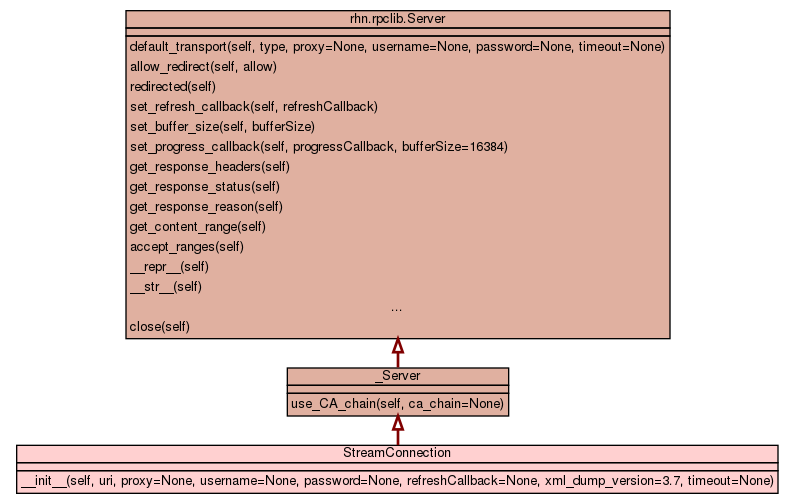 rhn.rpclib.Server
default_transport(self, type, proxy=None, username=None, password=None, timeout=None)
allow_redirect(self, allow)
redirected(self)
set_refresh_callback(self, refreshCallback)
set_buffer_size(self, bufferSize)
set_progress_callback(self, progressCallback, bufferSize=16384)
get_response_headers(self)
get_response_status(self)
get_response_reason(self)
get_content_range(self)
accept_ranges(self)
__repr__(self)
__str__(self)
...
close(self)
_Server
use_CA_chain(self, ca_chain=None)
StreamConnection
__init__(self, uri, proxy=None, username=None, password=None, refreshCallback=None, xml_dump_version=3.7, timeout=None)